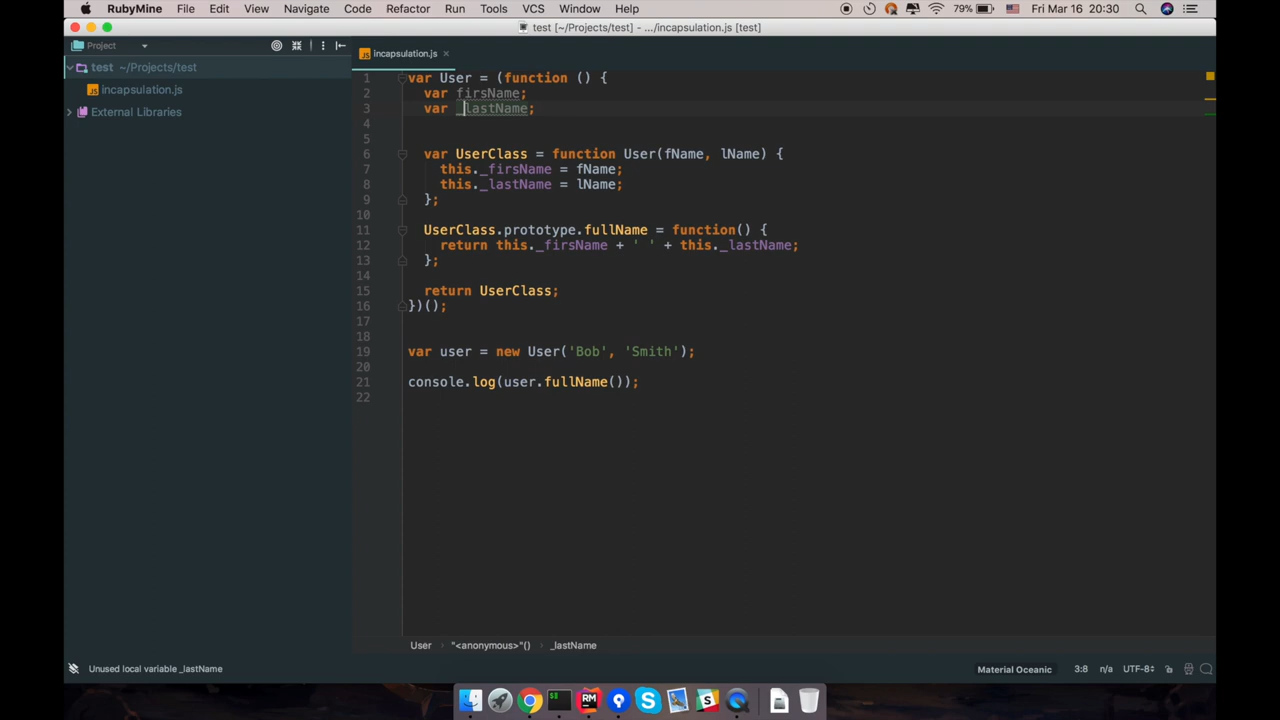 RubyMine File Edit View Navigate Code Refactor Run Tools VCS Window Help 79% Fri Mar 16 20:30
test [~/Projects/test] - .../incapsulation.js [test]
Project
incapsulation.js
test ~/Projects/test
incapsulation.js
External Libraries
1 var User = (function () {
2 var firsName;
3 var _lastName;
4
5
6 var UserClass = function User(fName, lName) {
7 this._firsName = fName;
8 this._lastName = lName;
9 };
10
11 UserClass.prototype.fullName = function() {
12 return this._firsName + ' ' + this._lastName;
13 };
14
15 return UserClass;
16 })();
17
18
19 var user = new User('Bob', 'Smith');
20
21 console.log(user.fullName());
22
User "<anonymous>"() _lastName
Unused local variable _lastName Material Oceanic 3:8 n/a UTF-8
RM